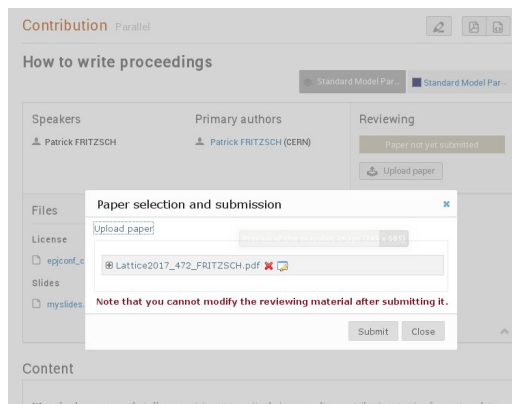 Contribution Parallel
How to write proceedings
Standard Model Par...
Standard Model Par...
Speakers
Patrick FRITZSCH
Primary authors
Patrick FRITZSCH (CERN)
Reviewing
Paper not yet submitted
Upload paper
Files
License
epjconf_c
Slides
myslides.
Paper selection and submission
Upload paper
Lattice2017_472_FRITZSCH.pdf
Note that you cannot modify the reviewing material after submitting it.
Submit
Close
Content